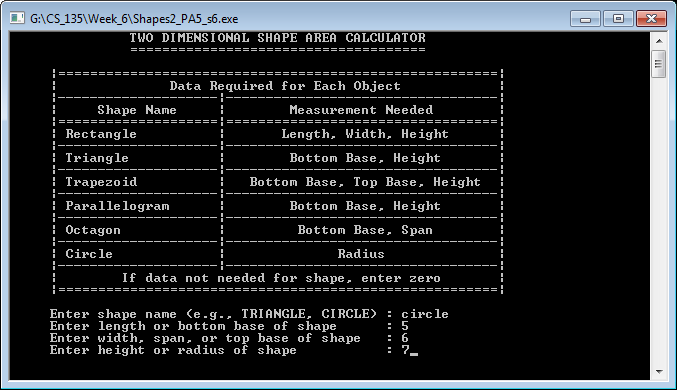 G:\CS_135\Week_6\Shapes2_PA5_s6.exe
TWO DIMENSIONAL SHAPE AREA CALCULATOR
=====================================
Data Required for Each Object
Shape Name Measurement Needed
Rectangle Length, Width, Height
Triangle Bottom Base, Height
Trapezoid Bottom Base, Top Base, Height
Parallelogram Bottom Base, Height
Octagon Bottom Base, Span
Circle Radius
If data not needed for shape, enter zero
Enter shape name (e.g., TRIANGLE, CIRCLE) : circle
Enter length or bottom base of shape : 5
Enter width, span, or top base of shape : 6
Enter height or radius of shape : 7_